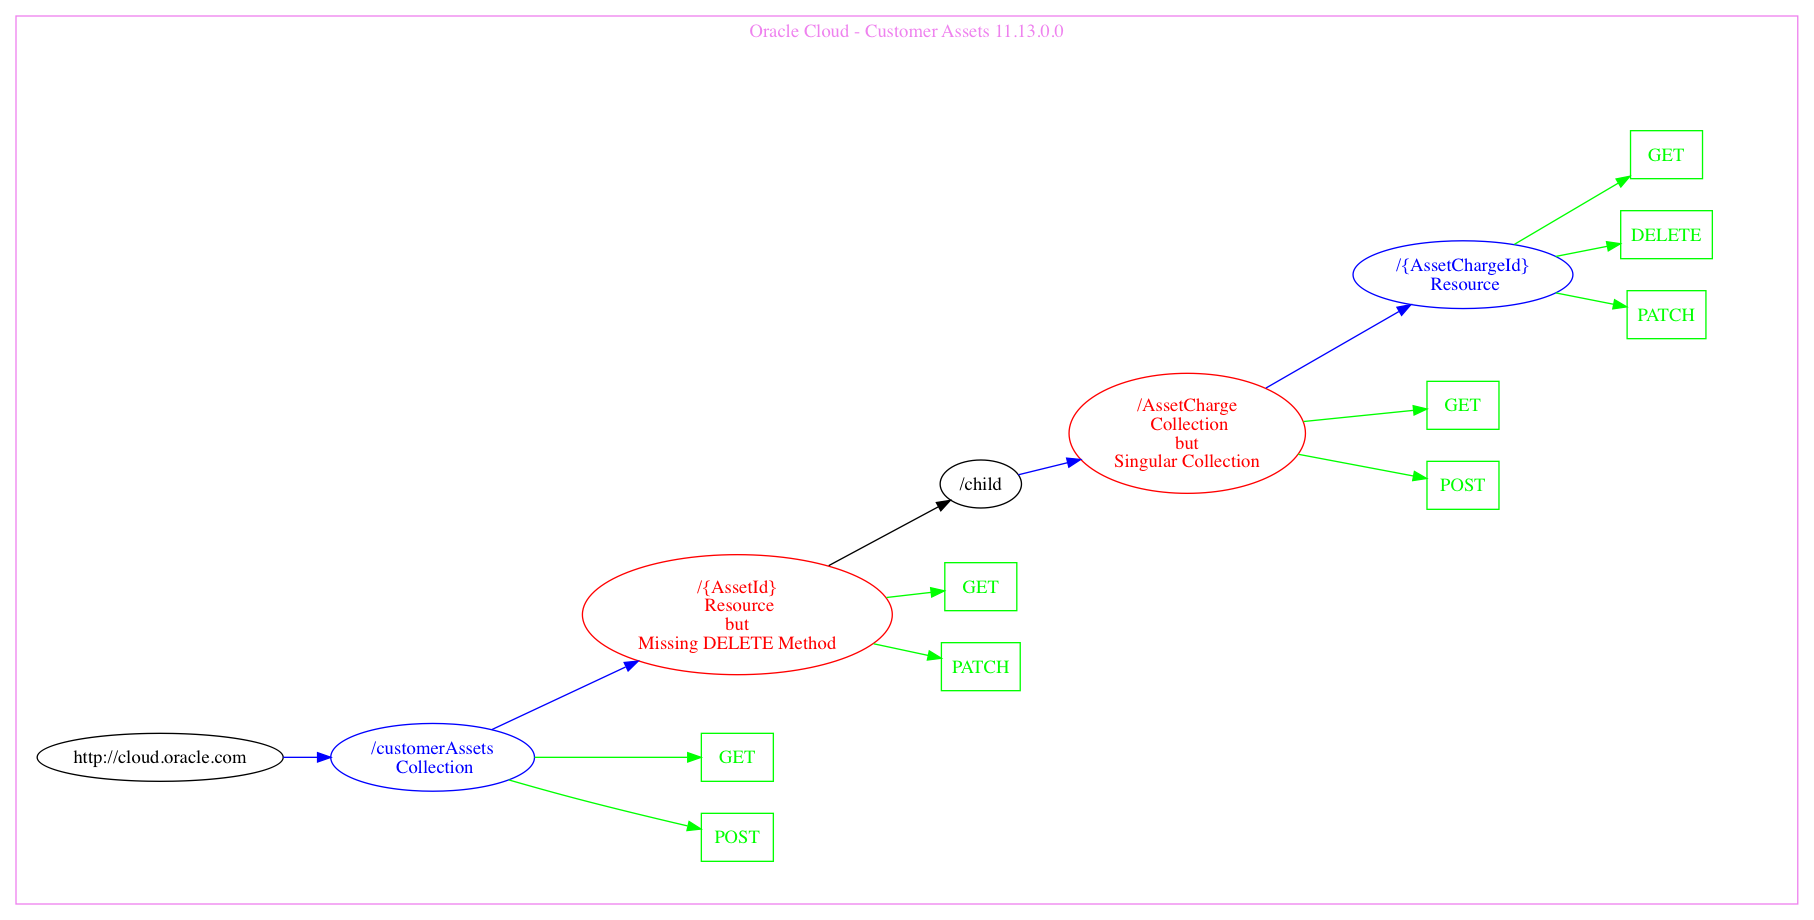 Oracle Cloud - Customer Assets 11.13.0.0
GET
DELETE
/{AssetChargeId}
Resource
PATCH
/AssetCharge
Collection
but
Singular Collection
GET
POST
/child
/{AssetId}
Resource
but
Missing DELETE Method
GET
PATCH
http://cloud.oracle.com
/customerAssets
Collection
GET
POST